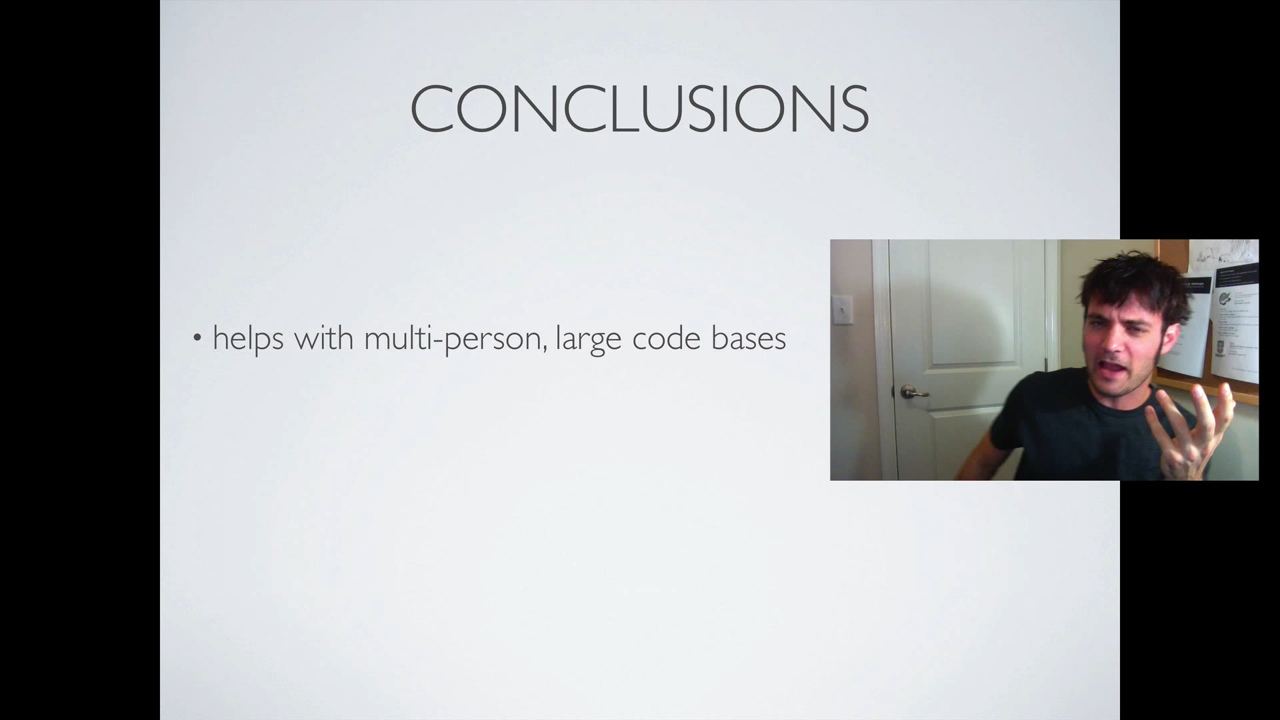 CONCLUSIONS
• helps with multi-person, large code bases